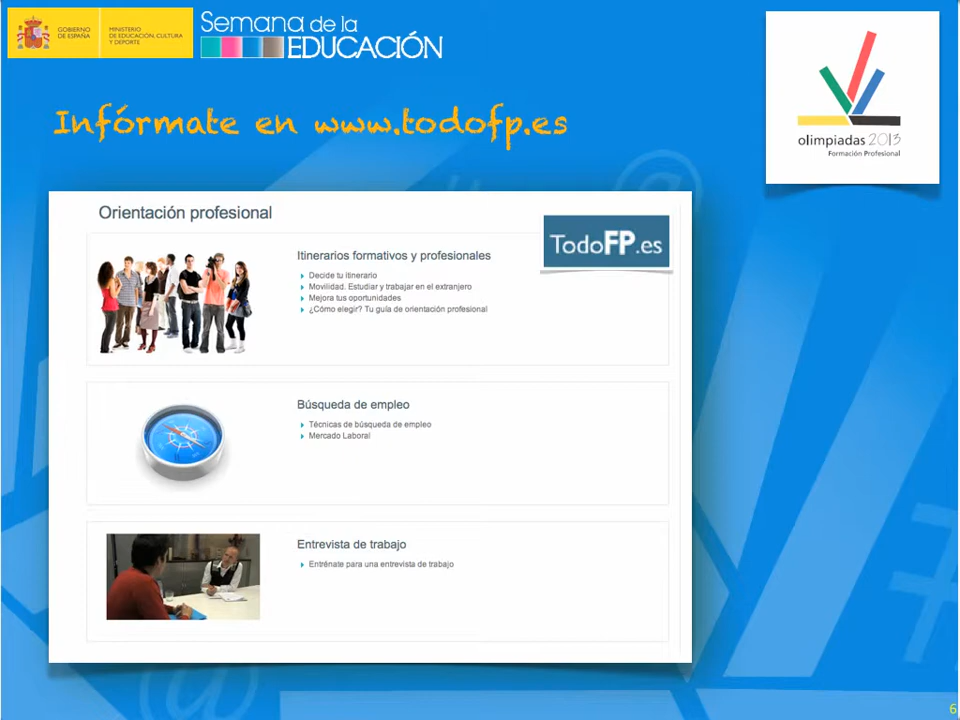 GOBIERNO
DE ESPAÑA
MINISTERIO
DE EDUCACIÓN, CULTURA
Y DEPORTE
Semana de la
EDUCACIÓN
olimpiadas 2013
Formación Profesional
Infórmate en www.todofp.es
Orientación profesional
TodoFP.es
Itinerarios formativos y profesionales
Decide tu itinerario
Movilidad. Estudiar y trabajar en el extranjero
Mejora tus oportunidades
¿Cómo elegir? Tu guía de orientación profesional
Búsqueda de empleo
Técnicas de búsqueda de empleo
Mercado Laboral
Entrevista de trabajo
Entrénate para una entrevista de trabajo
6